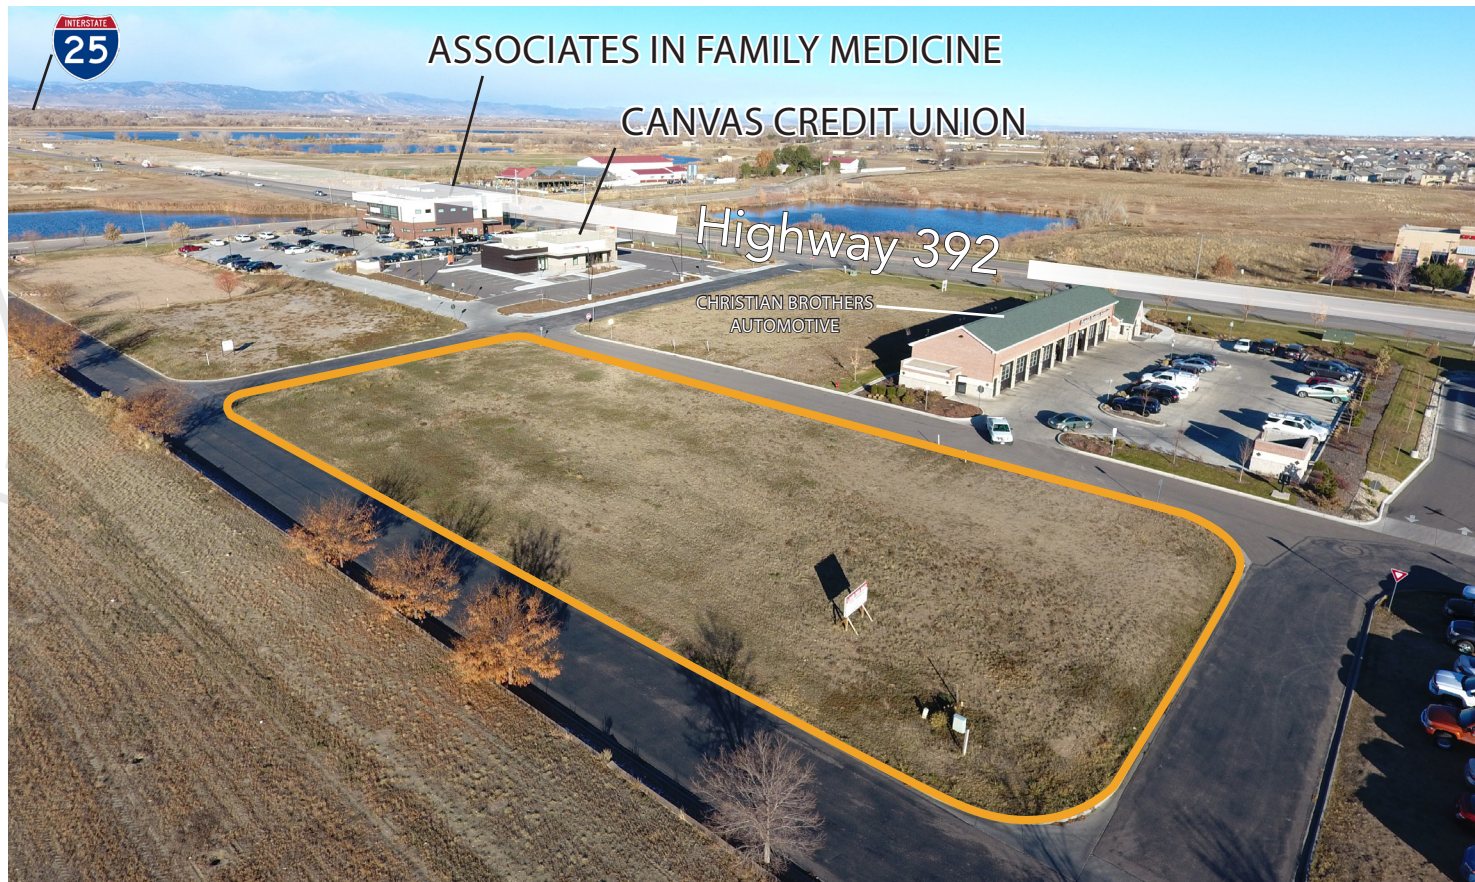 INTERSTATE
25
ASSOCIATES IN FAMILY MEDICINE
CANVAS CREDIT UNION
Highway 392
CHRISTIAN BROTHERS
AUTOMOTIVE